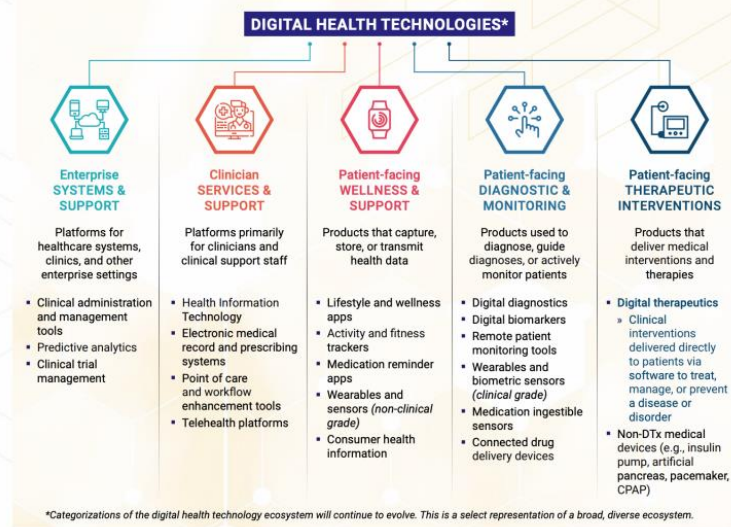 DIGITAL HEALTH TECHNOLOGIES*
Enterprise
SYSTEMS &
SUPPORT
Platforms for
healthcare systems,
clinics, and other
enterprise settings
▪ Clinical administration
and management
tools
▪ Predictive analytics
▪ Clinical trial
management
Clinician
SERVICES &
SUPPORT
Platforms primarily
for clinicians and
clinical support staff
▪ Health Information
Technology
▪ Electronic medical
record and prescribing
systems
▪ Point of care
and workflow
enhancement tools
▪ Telehealth platforms
Patient-facing
WELLNESS &
SUPPORT
Products that capture,
store, or transmit
health data
▪ Lifestyle and wellness
apps
▪ Activity and fitness
trackers
▪ Medication reminder
apps
▪ Wearables and
sensors (non-clinical
grade)
▪ Consumer health
information
Patient-facing
DIAGNOSTIC &
MONITORING
Products used to
diagnose, guide
diagnoses, or actively
monitor patients
▪ Digital diagnostics
▪ Digital biomarkers
▪ Remote patient
monitoring tools
▪ Wearables and
biometric sensors
(clinical grade)
▪ Medication ingestible
sensors
▪ Connected drug
delivery devices
Patient-facing
THERAPEUTIC
INTERVENTIONS
Products that
deliver medical
interventions and
therapies
▪ Digital therapeutics
» Clinical
interventions
delivered directly
to patients via
software to treat,
manage, or prevent
a disease or
disorder
▪ Non-DTx medical
devices (e.g., insulin
pump, artificial
pancreas, pacemaker,
CPAP)
*Categorizations of the digital health technology ecosystem will continue to evolve. This is a select representation of a broad, diverse ecosystem.